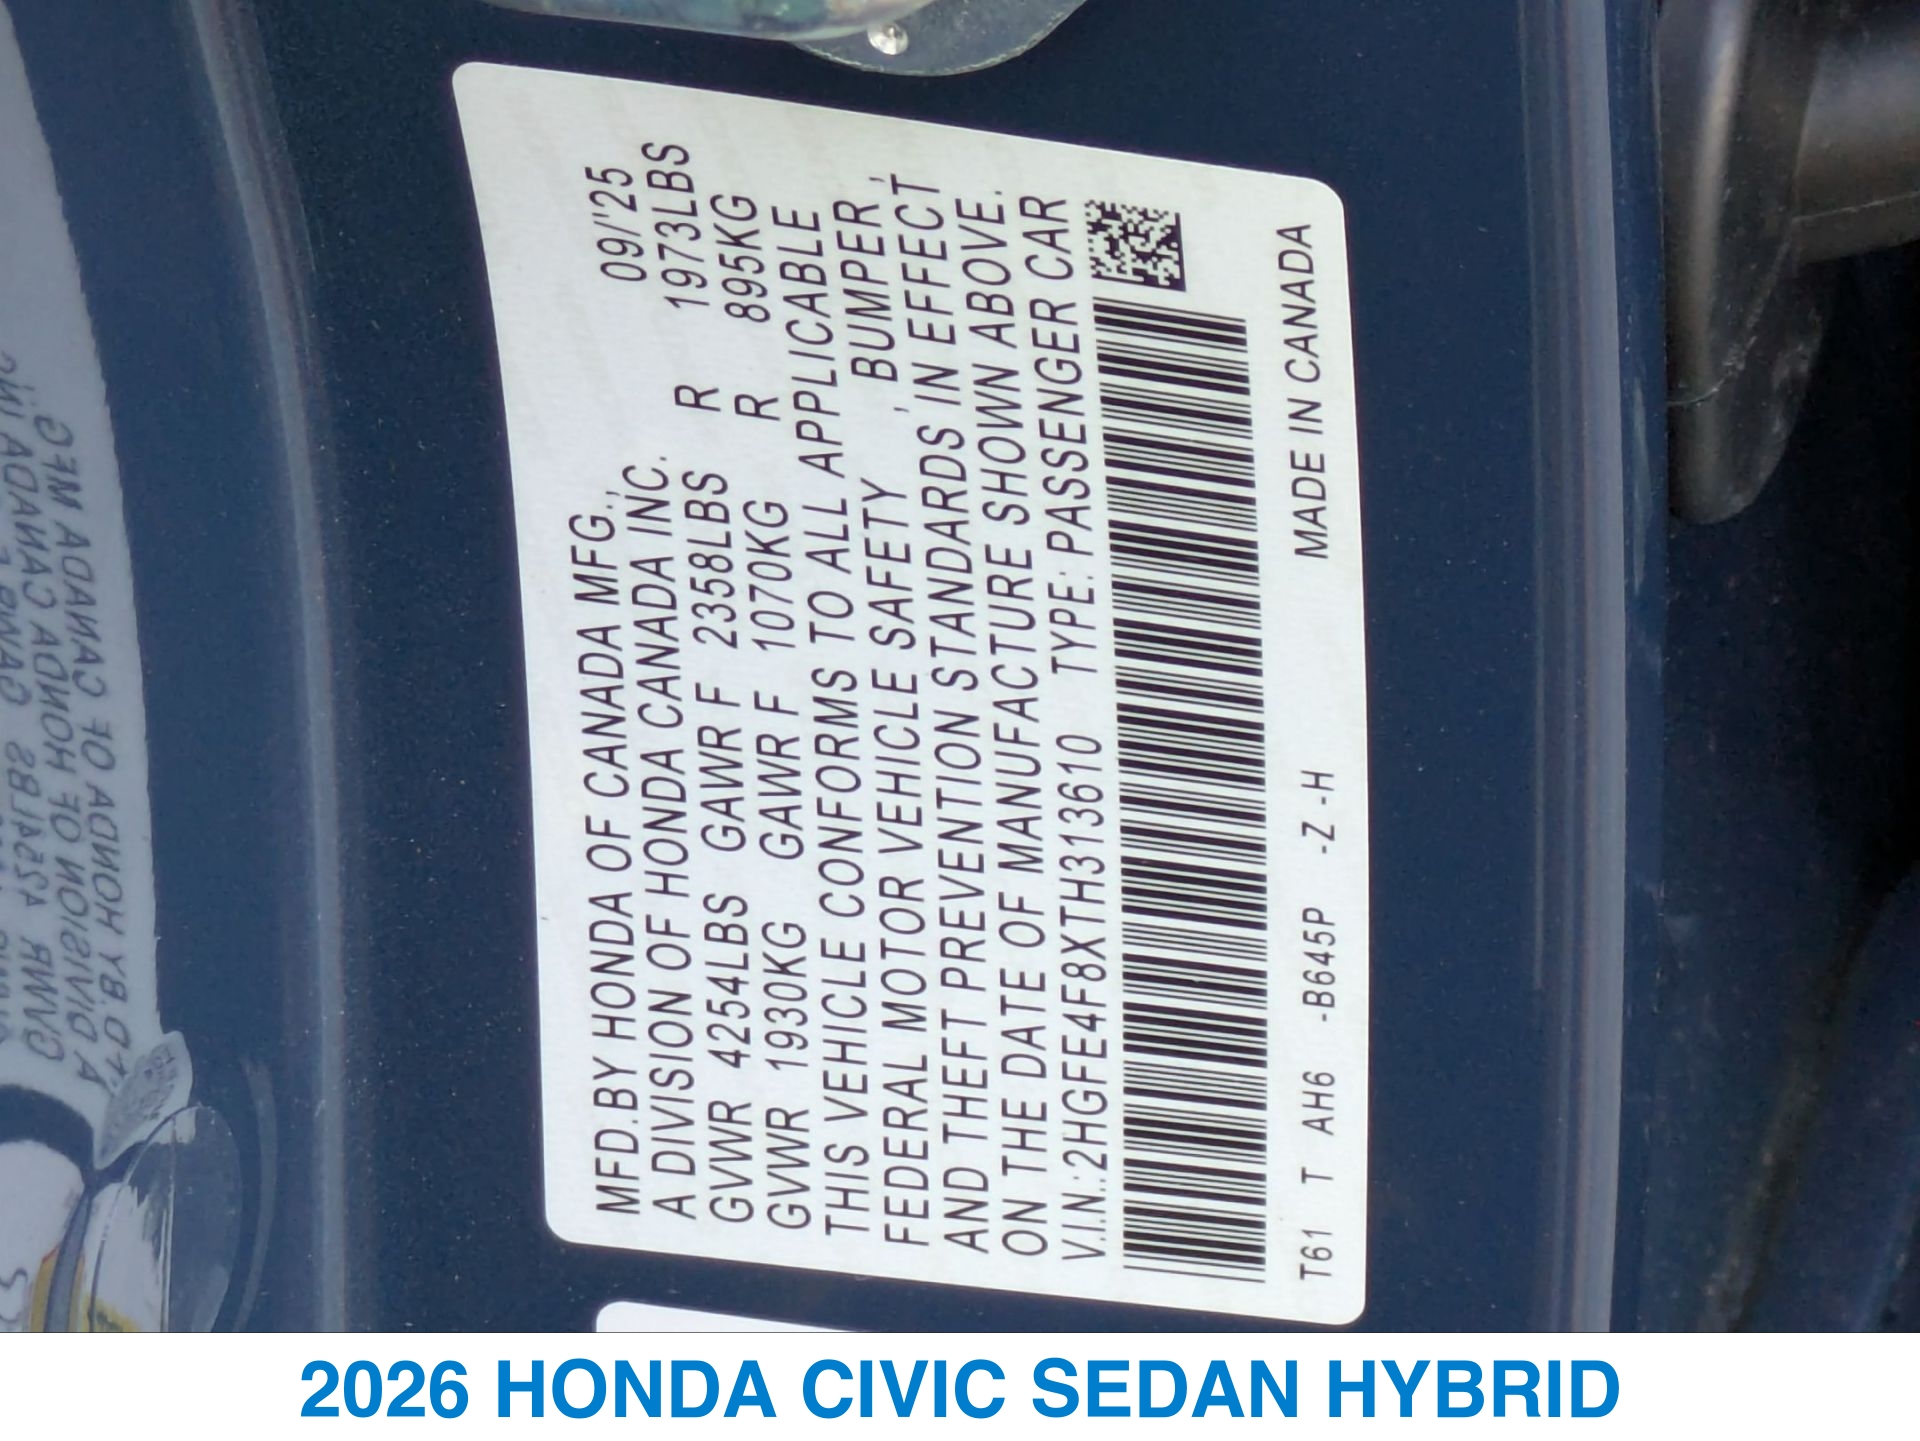 MFD.BY HONDA OF CANADA MFG.,
A DIVISION OF HONDA CANADA INC. 09/'25
GVWR 4254LBS GAWR F 2358LBS R 1973LBS
GVWR 1930KG GAWR F 1070KG R 895KG
THIS VEHICLE CONFORMS TO ALL APPLICABLE
FEDERAL MOTOR VEHICLE SAFETY , BUMPER ,
AND THEFT PREVENTION STANDARDS IN EFFECT
ON THE DATE OF MANUFACTURE SHOWN ABOVE.
V.I.N.:2HGFE4F8XTH313610 TYPE: PASSENGER CAR
T61 T AH6 -B645P -Z -H MADE IN CANADA
2026 HONDA CIVIC SEDAN HYBRID